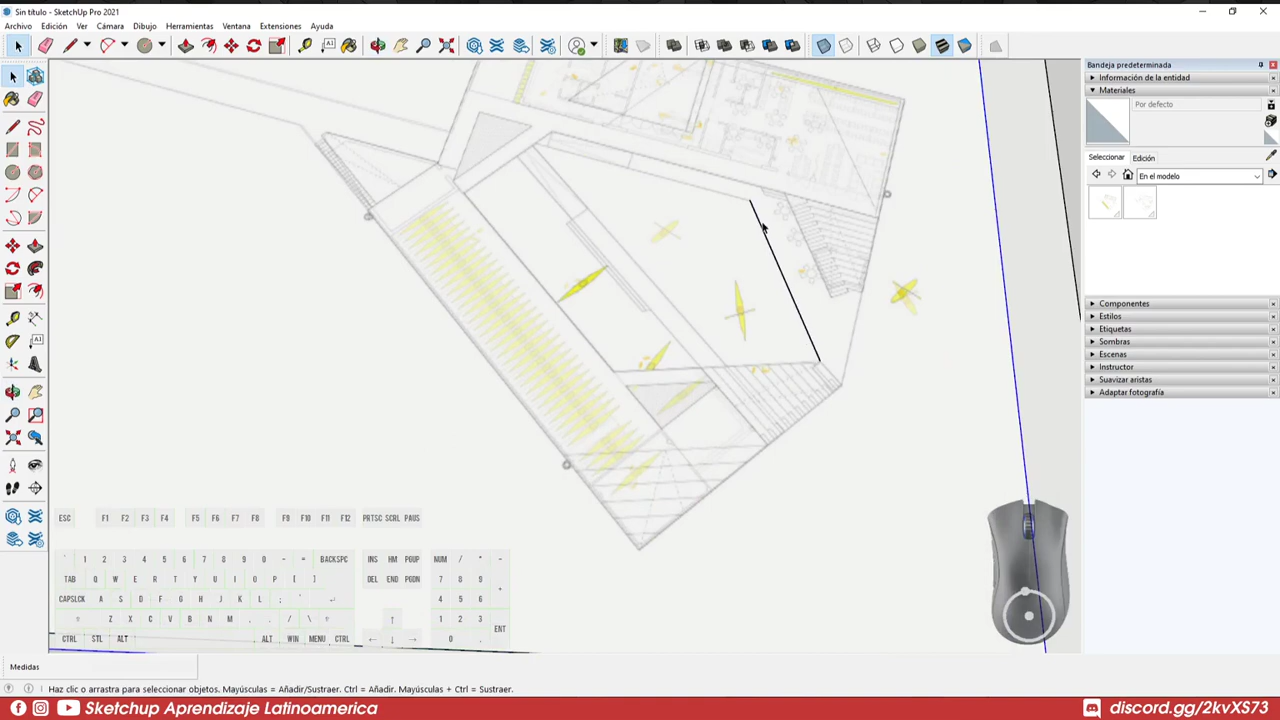 Sin título - SketchUp Pro 2021
Archivo Edición Ver Cámara Dibujo Herramientas Ventana Extensiones Ayuda
Bandeja predeterminada
Información de la entidad
Materiales
Por defecto
Seleccionar Edición
En el modelo
Componentes
Estilos
Etiquetas
Sombras
Escenas
Instructor
Suavizar aristas
Adaptar fotografía
ESC F1 F2 F3 F4 F5 F6 F7 F8 F9 F10 F11 F12 PRTSC SCRL PAUS
` 1 2 3 4 5 6 7 8 9 0 - = BACKSPC INS HM PGUP NUM / * -
TAB Q W E R T Y U I O P [ ] DEL END PGDN 7 8 9 +
CAPSLCK A S D F G H J K L ; ' 4 5 6
Z X C V B N M , . / \ 1 2 3 ENT
CTRL STL ALT ALT WIN MENU CTRL 0 .
Medidas
Haz clic o arrastra para seleccionar objetos. Mayúsculas = Añadir/Sustraer. Ctrl = Añadir. Mayúsculas + Ctrl = Sustraer.
Sketchup Aprendizaje Latinoamerica discord.gg/2kvXS73